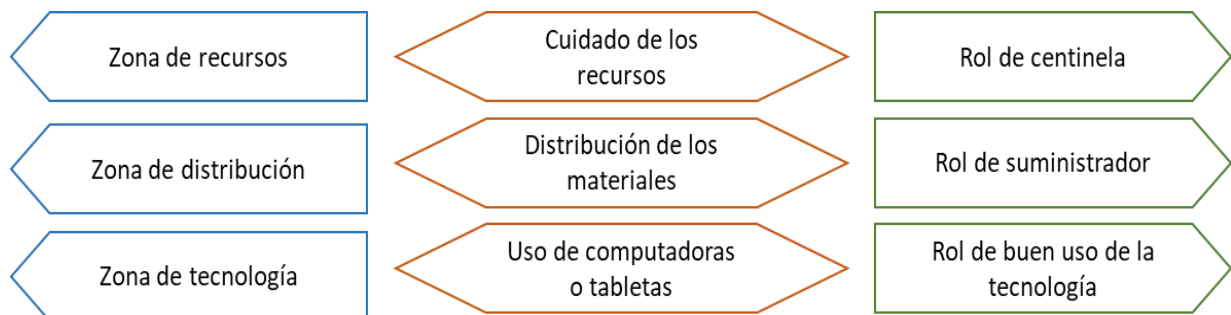 Zona de recursos
Cuidado de los
recursos
Rol de centinela
Zona de distribución
Distribución de los
materiales
Rol de suministrador
Zona de tecnología
Uso de computadoras
o tabletas
Rol de buen uso de la
tecnología